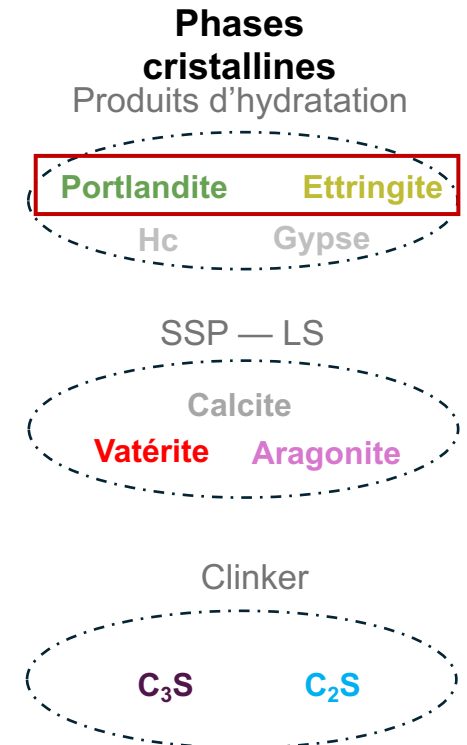 Phases
cristallines
Produits d’hydratation
Portlandite Ettringite
Hc Gypse
SSP — LS
Calcite
Vatérite Aragonite
Clinker
C₃S C₂S